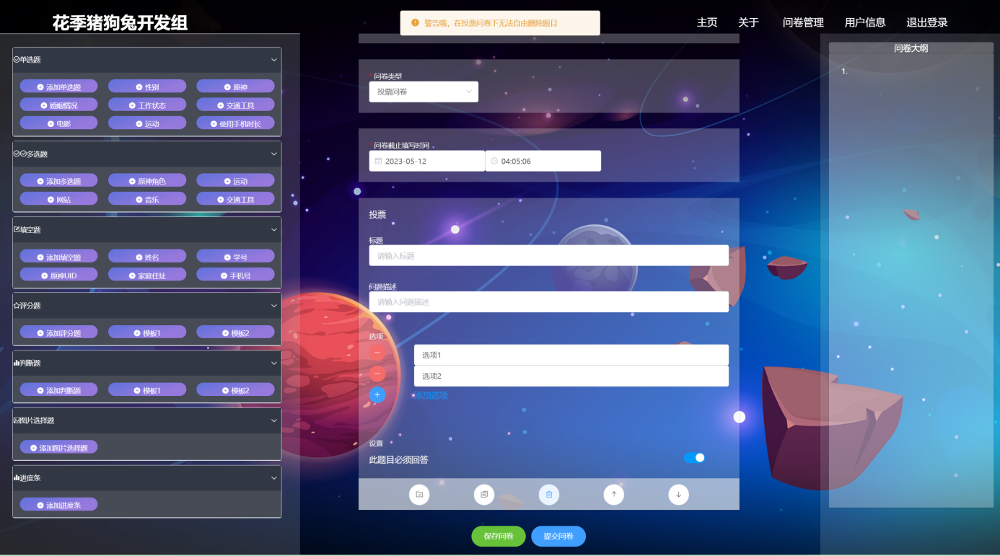 花季猪狗兔开发组
警告哦，在投票问卷下无法自由删除题目
主页 关于 问卷管理 用户信息 退出登录
单选题
添加单选题 性别 原神
婚姻情况 工作状态 交通工具
电影 运动 使用手机时长
多选题
添加多选题 原神角色 运动
网站 音乐 交通工具
填空题
添加填空题 姓名 学号
原神UID 家庭住址 手机号
评分题
添加评分题 模板1 模板2
判断题
添加判断题 模板1 模板2
图片选择题
添加图片选择题
进度条
添加进度条
* 问卷类型
投票问卷
* 问卷截止填写时间
2023-05-12 04:05:06
投票
标题
请输入标题
问题描述
请输入问题描述
选项
选项1
选项2
添加选项
设置
此题目必须回答
保存问卷 提交问卷
问卷大纲
1.